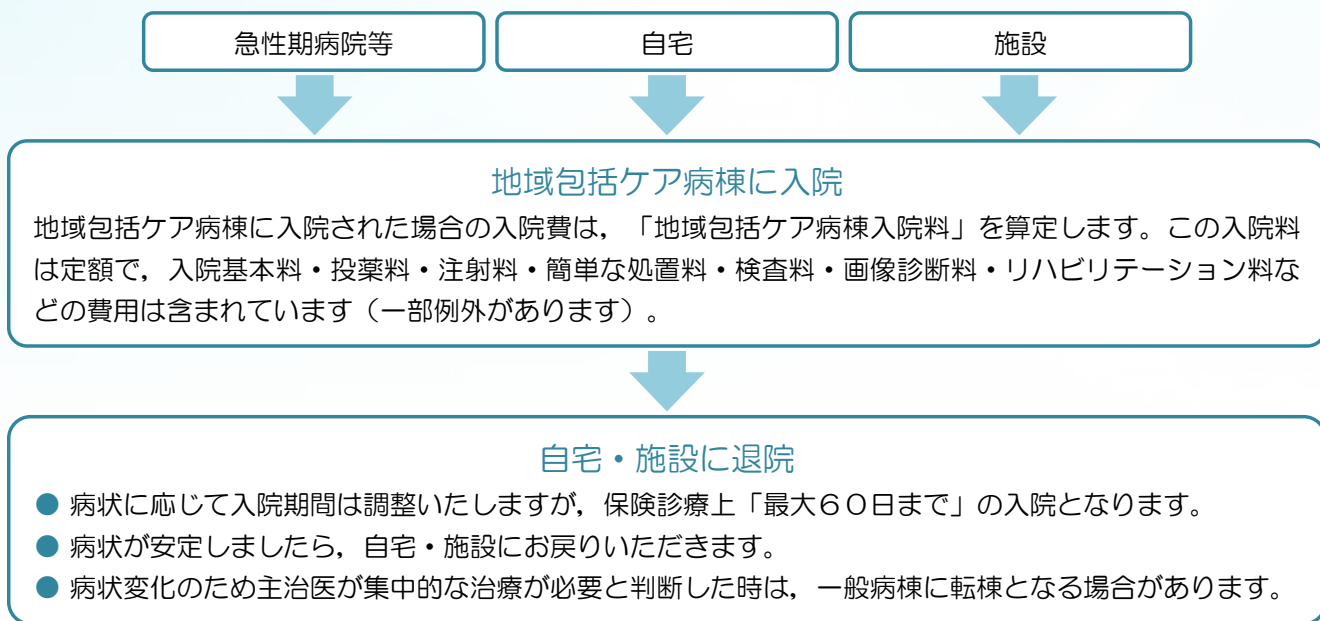 急性期病院等
自宅
施設
地域包括ケア病棟に入院
地域包括ケア病棟に入院された場合の入院費は，「地域包括ケア病棟入院料」を算定します。この入院料
は定額で，入院基本料・投薬料・注射料・簡単な処置料・検査料・画像診断料・リハビリテーション料な
どの費用は含まれています（一部例外があります）。
自宅・施設に退院
● 病状に応じて入院期間は調整いたしますが，保険診療上「最大６０日まで」の入院となります。
● 病状が安定しましたら，自宅・施設にお戻りいただきます。
● 病状変化のため主治医が集中的な治療が必要と判断した時は，一般病棟に転棟となる場合があります。